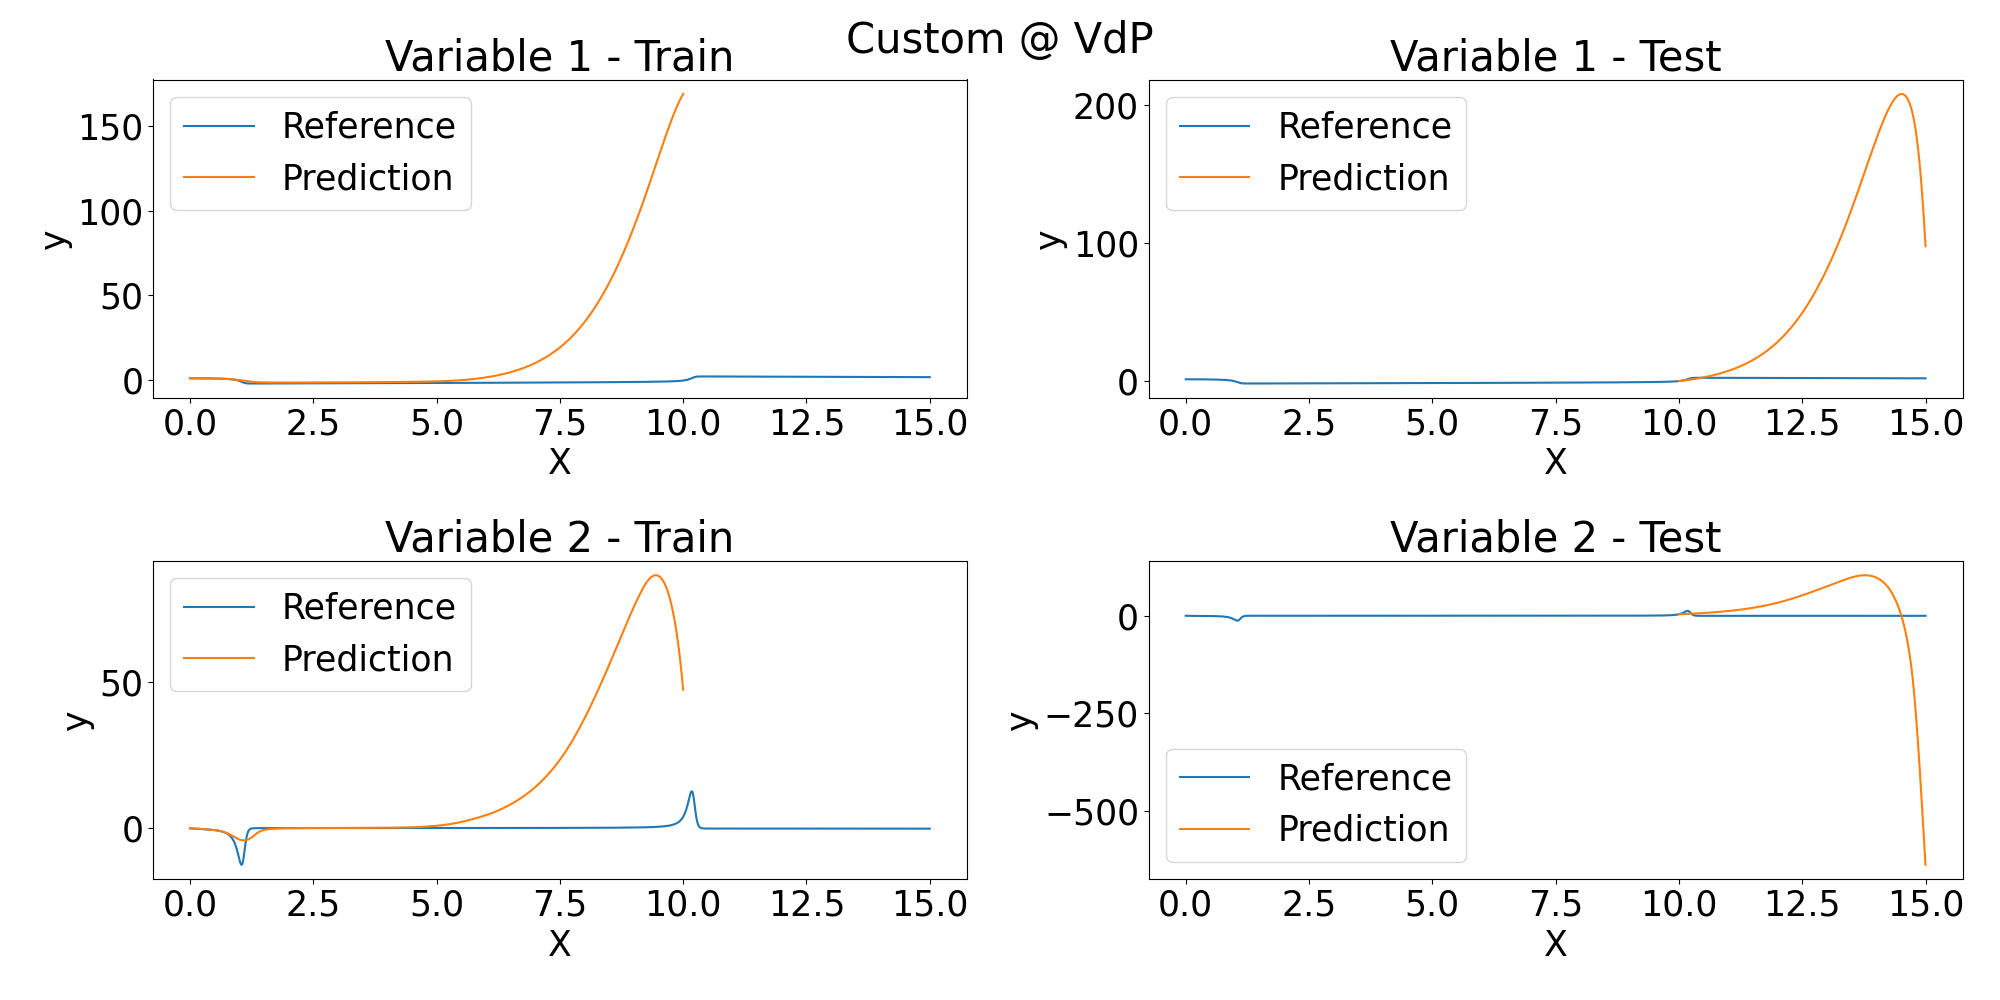 Custom @ VdP
Variable 1 - Train
150
100
50
0
y
Reference
Prediction
0.0 2.5 5.0 7.5 10.0 12.5 15.0
X
Variable 1 - Test
200
100
0
y
Reference
Prediction
0.0 2.5 5.0 7.5 10.0 12.5 15.0
X
Variable 2 - Train
50
0
y
Reference
Prediction
0.0 2.5 5.0 7.5 10.0 12.5 15.0
X
Variable 2 - Test
0
−250
−500
y
Reference
Prediction
0.0 2.5 5.0 7.5 10.0 12.5 15.0
X